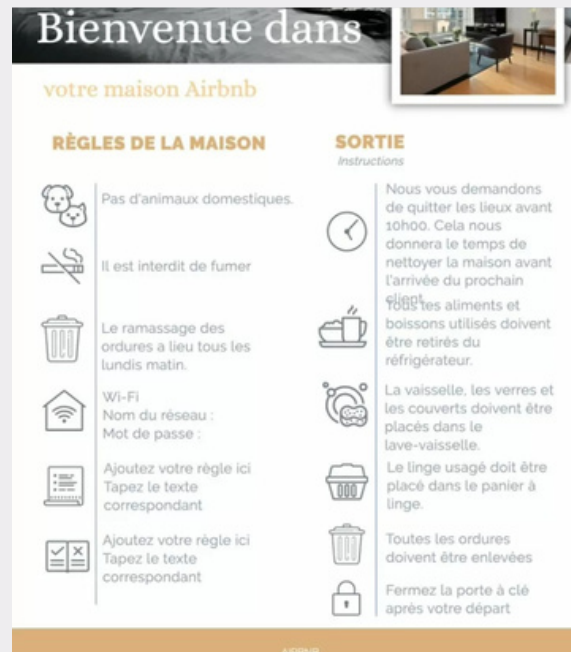 Bienvenue dans
votre maison Airbnb
RÈGLES DE LA MAISON
Pas d'animaux domestiques.
Il est interdit de fumer
Le ramassage des
ordures a lieu tous les
lundis matin.
Wi-Fi
Nom du réseau :
Mot de passe :
Ajoutez votre règle ici
Tapez le texte
correspondant
Ajoutez votre règle ici
Tapez le texte
correspondant
SORTIE
Instructions
Nous vous demandons
de quitter les lieux avant
10h00. Cela nous
donnera le temps de
nettoyer la maison avant
l'arrivée du prochain
client.
Tous les aliments et
boissons utilisés doivent
être retirés du
réfrigérateur.
La vaisselle, les verres et
les couverts doivent être
placés dans le
lave-vaisselle.
Le linge usagé doit être
placé dans le panier à
linge.
Toutes les ordures
doivent être enlevées
Fermez la porte à clé
après votre départ
AIRBNB